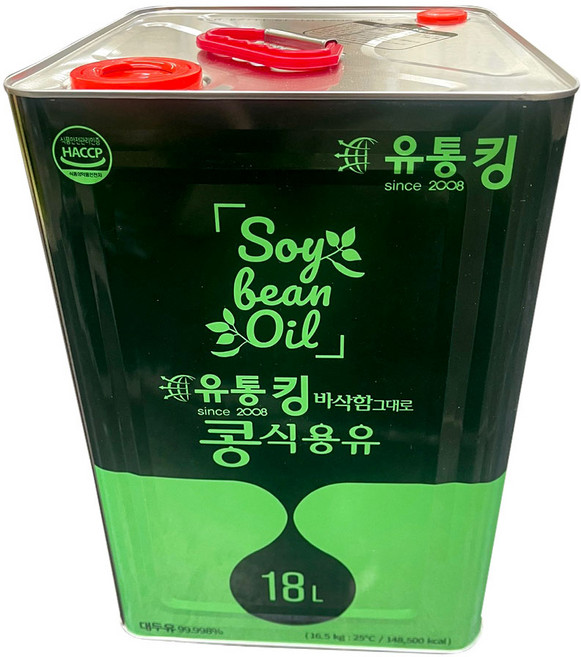 식품안전관리인증
HACCP
식품의약품안전처
유통킹
since 2008
Soy
bean
Oil
유통킹 바삭함그대로
since 2008
콩식용유
18L
대두유 99.998%
(16.5 kg : 25℃ / 148,500 kcal)